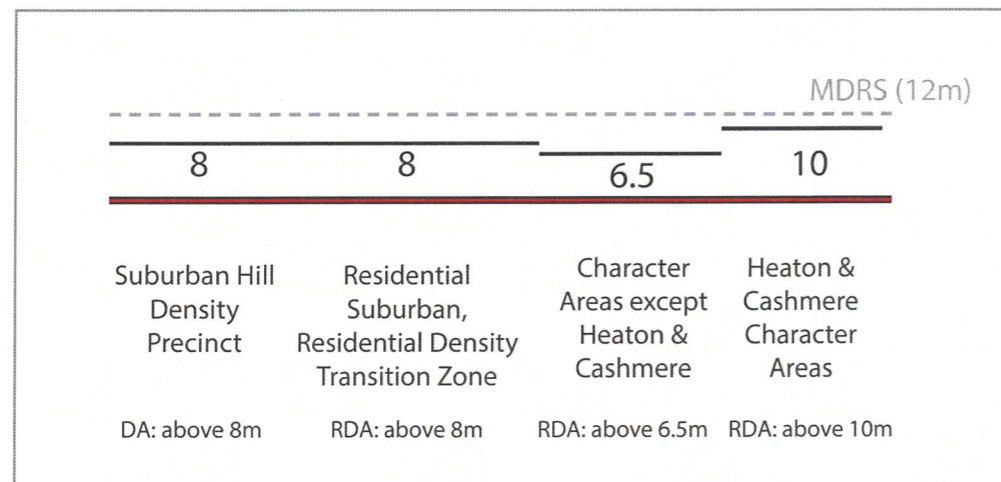 MDRS (12m)
8
8
6.5
10
Suburban Hill
Density
Precinct
Residential
Suburban,
Residential Density
Transition Zone
Character
Areas except
Heaton &
Cashmere
Heaton &
Cashmere
Character
Areas
DA: above 8m
RDA: above 8m
RDA: above 6.5m
RDA: above 10m